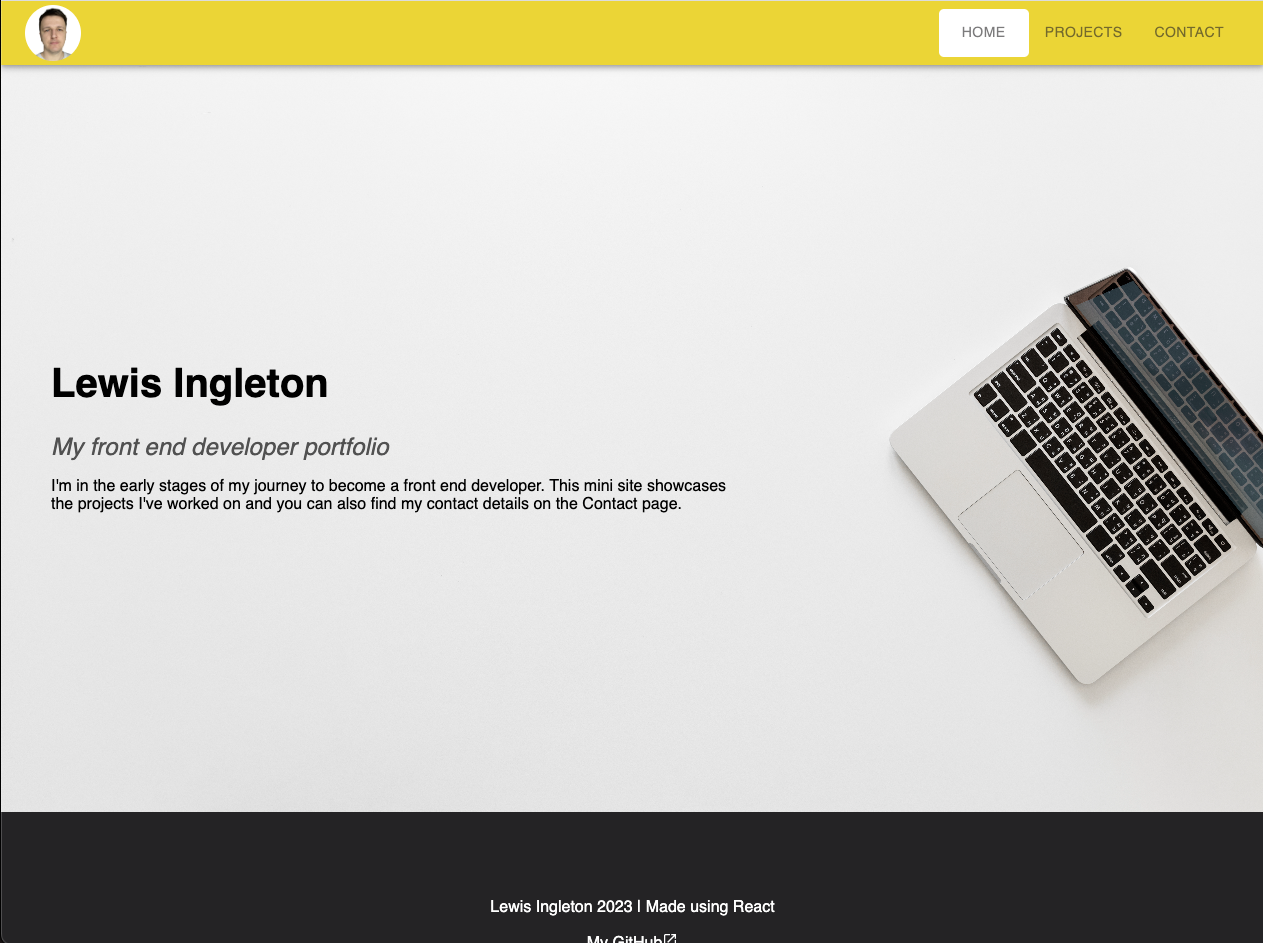 HOME PROJECTS CONTACT
Lewis Ingleton
My front end developer portfolio
I'm in the early stages of my journey to become a front end developer. This mini site showcases
the projects I've worked on and you can also find my contact details on the Contact page.
Lewis Ingleton 2023 | Made using React
My GitHub